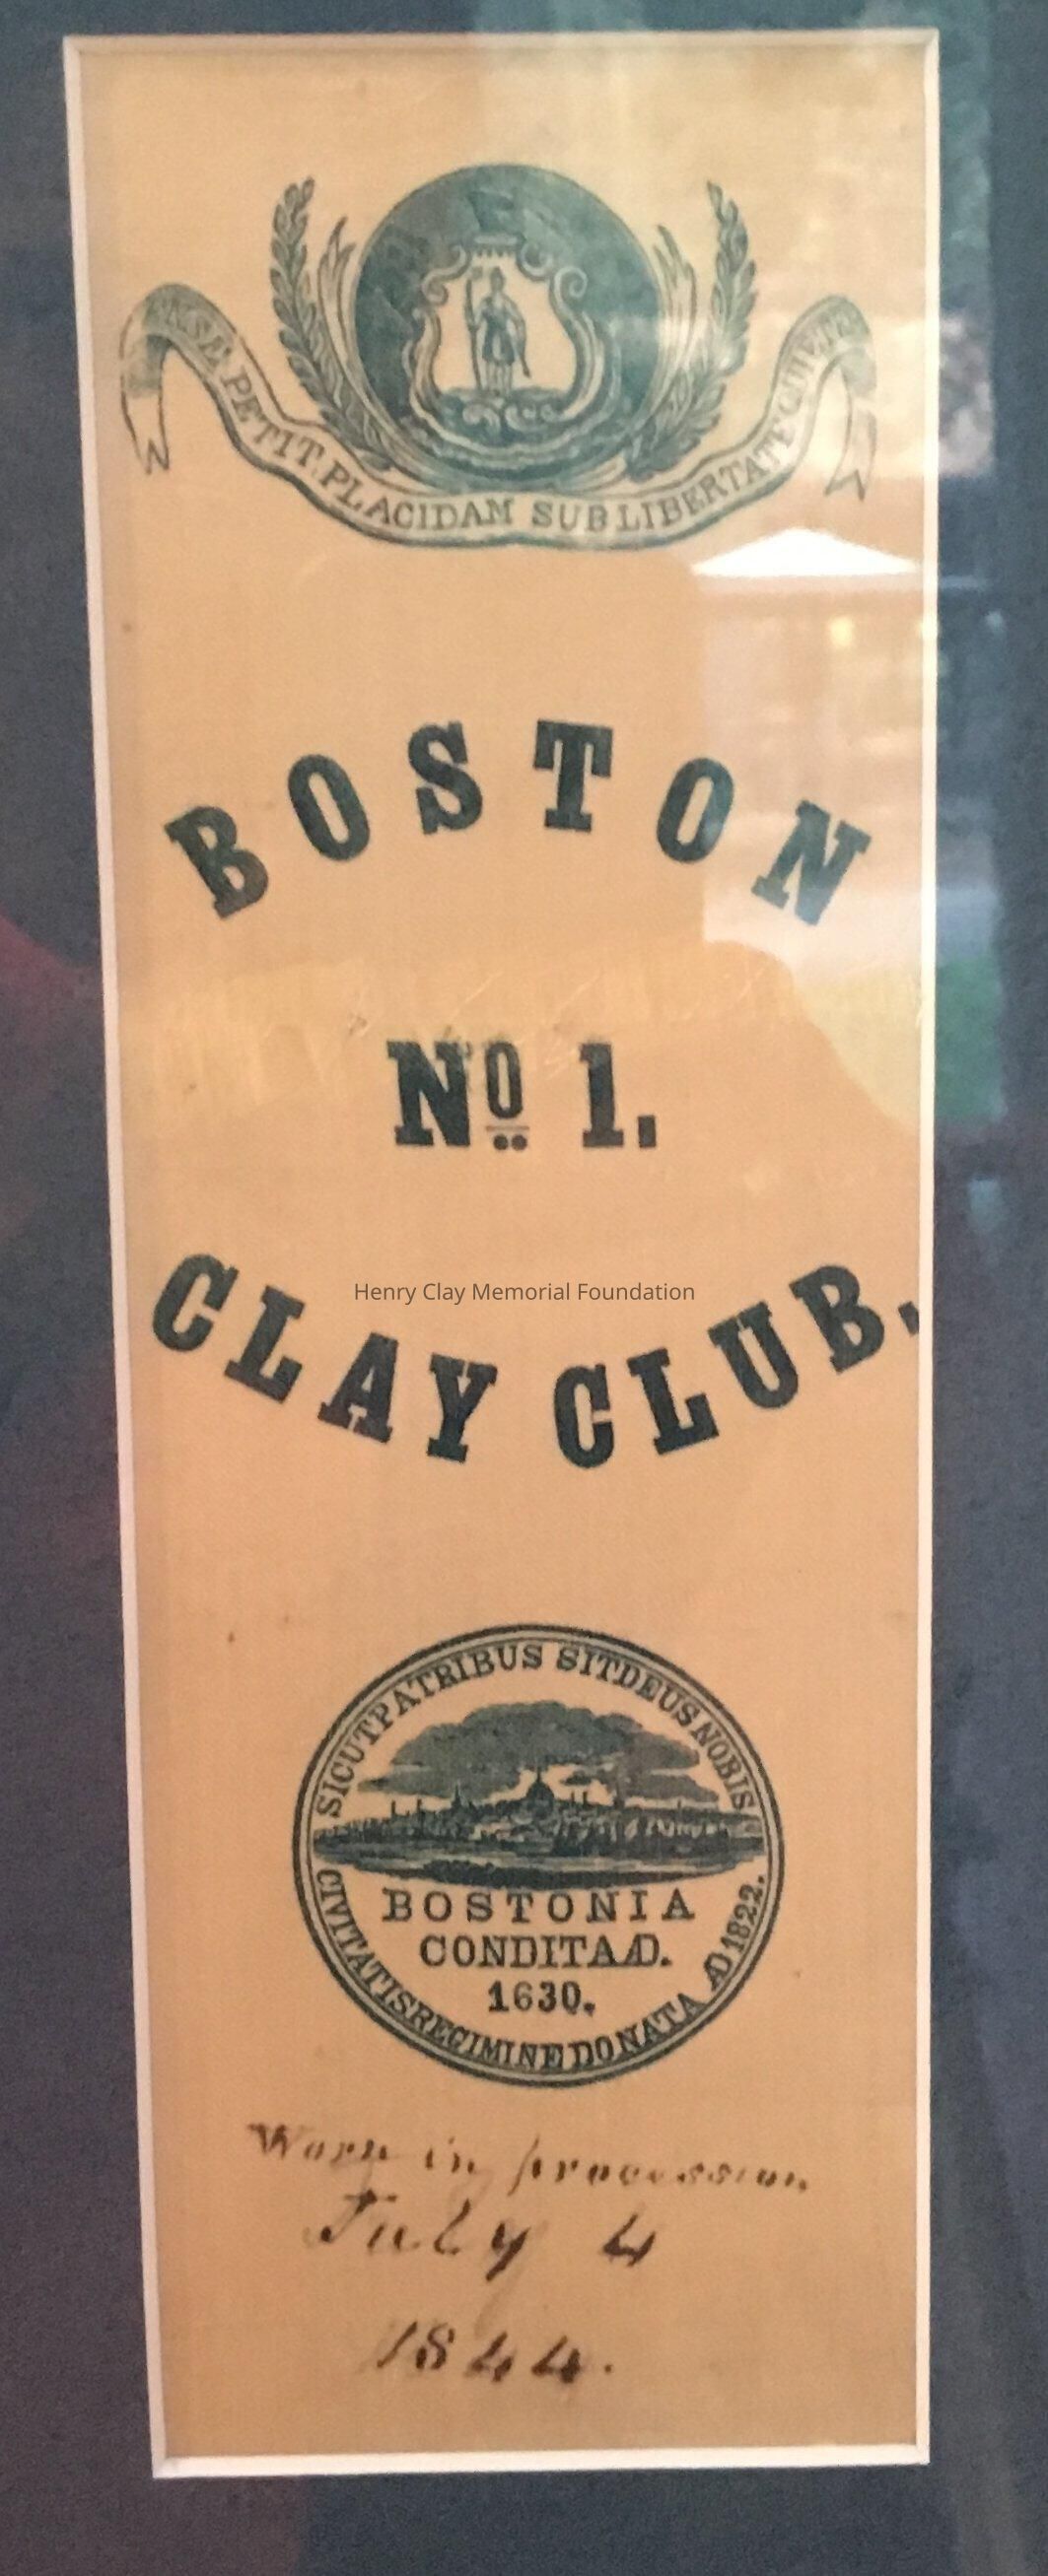 ENSE PETIT. PLACIDAM SUB LIBERTATE QUIETEM
BOSTON
No 1.
CLAY CLUB.
Henry Clay Memorial Foundation
SICUT PATRIBUS SIT DEUS NOBIS
BOSTONIA
CONDITA AD.
1630.
CIVITATIS REGIMINE DONATA AD 1822.
Worn in procession
July 4
1844.